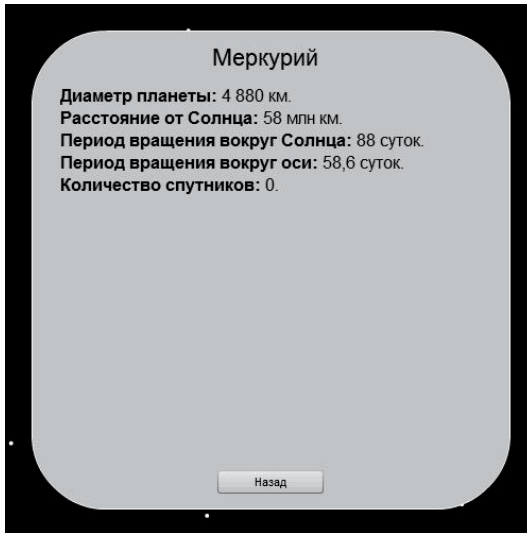 Меркурий
Диаметр планеты: 4 880 км.
Расстояние от Солнца: 58 млн км.
Период вращения вокруг Солнца: 88 суток.
Период вращения вокруг оси: 58,6 суток.
Количество спутников: 0.
Назад